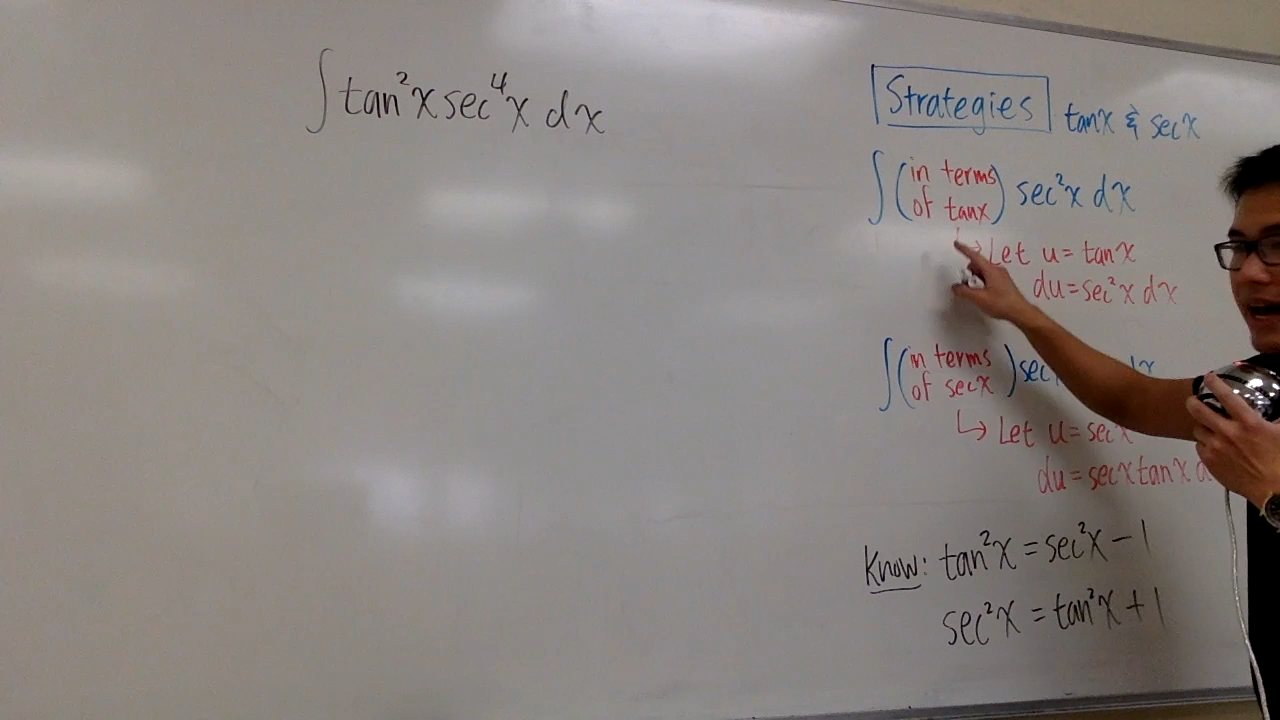 ∫ tan²x sec⁴x dx
Strategies tanx & secx
∫ (in terms of tanx) sec²x dx
↳ Let u = tanx
du = sec²x dx
∫ (in terms of secx) sec
↳ Let u = secx
du = secx tanx d
Know: tan²x = sec²x − 1
sec²x = tan²x + 1